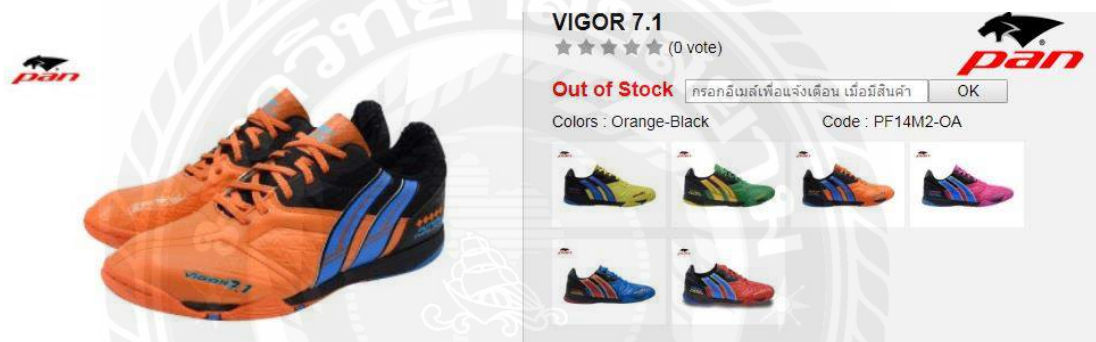 pan
VIGOR7.1
VIGOR 7.1
(0 vote)
pan
Out of Stock
กรอกอีเมล์เพื่อแจ้งเตือน เมื่อมีสินค้า
OK
Colors : Orange-Black
Code : PF14M2-OA